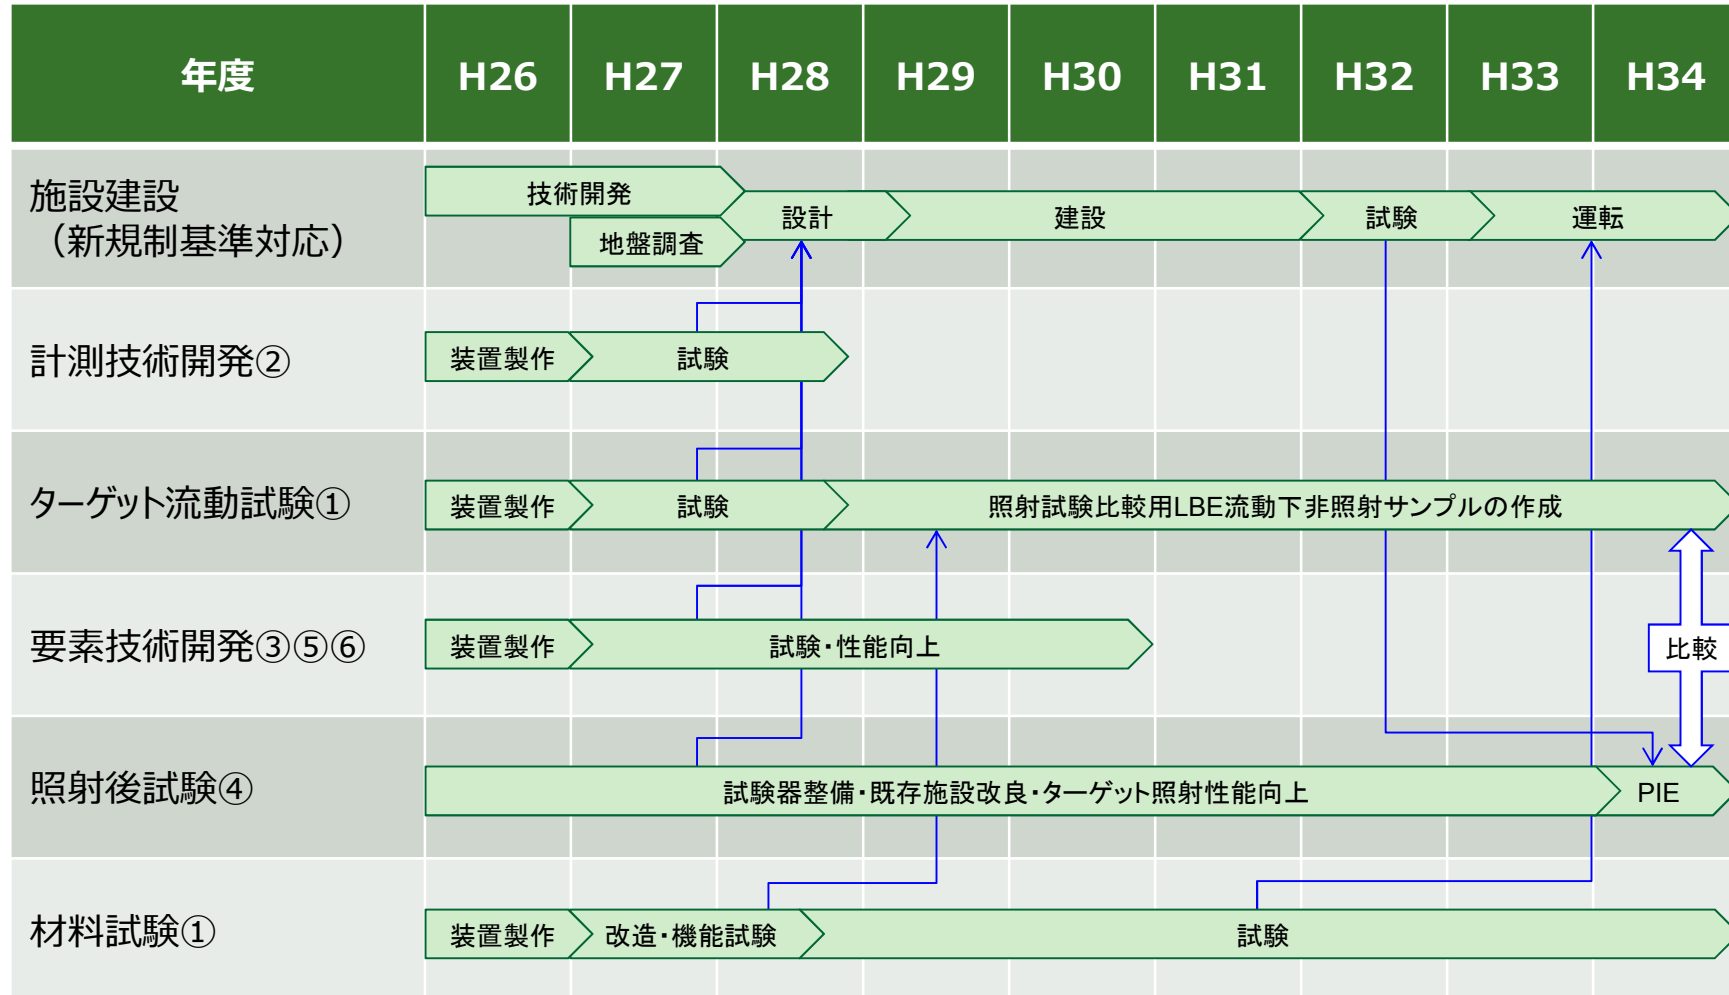 年度 H26 H27 H28 H29 H30 H31 H32 H33 H34
施設建設
（新規制基準対応）
技術開発
地盤調査
設計
建設
試験
運転
計測技術開発②
装置製作
試験
ターゲット流動試験①
装置製作
試験
照射試験比較用LBE流動下非照射サンプルの作成
要素技術開発③⑤⑥
装置製作
試験・性能向上
比較
照射後試験④
試験器整備・既存施設改良・ターゲット照射性能向上
PIE
材料試験①
装置製作
改造・機能試験
試験